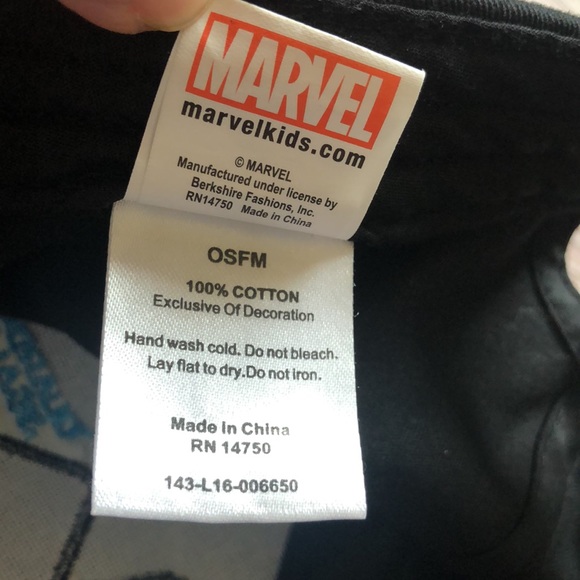 MARVEL
marvelkids.com
© MARVEL
Manufactured under license by
Berkshire Fashions, Inc.
RN14750 Made in China
OSFM
100% COTTON
Exclusive Of Decoration
Hand wash cold. Do not bleach.
Lay flat to dry.Do not iron.
Made in China
RN 14750
143-L16-006650